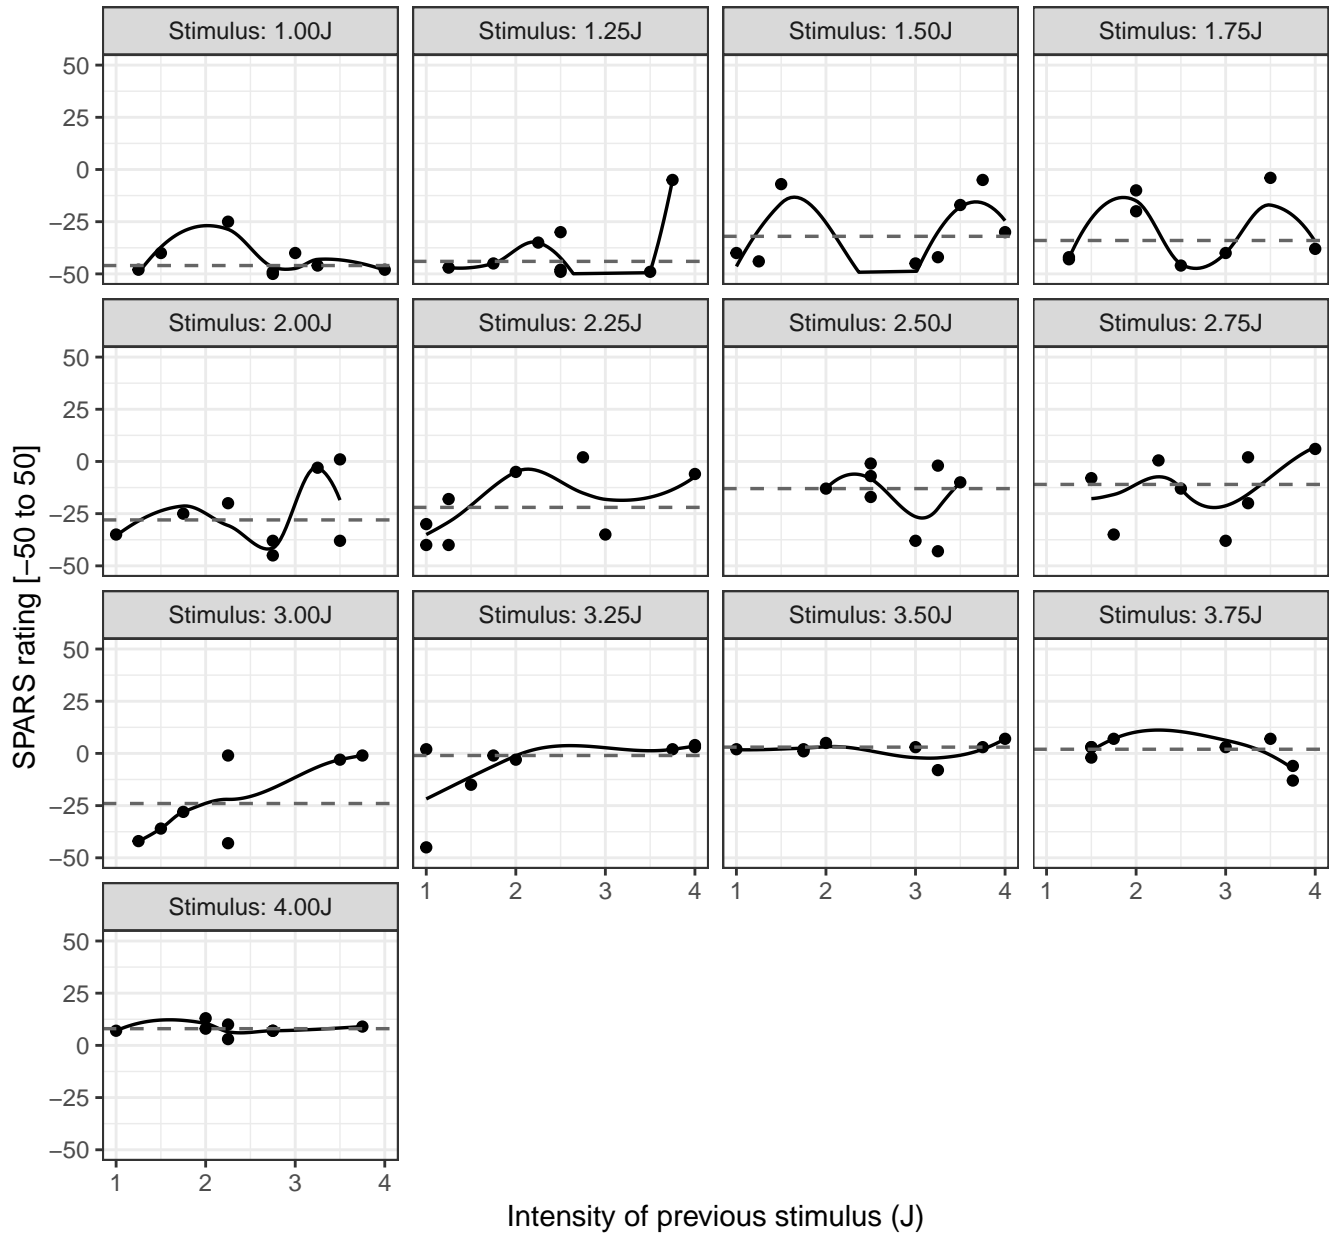 Stimulus: 1.00J
Stimulus: 1.25J
Stimulus: 1.50J
Stimulus: 1.75J
50
25
0
−25
−50
Stimulus: 2.00J
Stimulus: 2.25J
Stimulus: 2.50J
Stimulus: 2.75J
50
25
0
−25
−50
SPARS rating [−50 to 50]
Stimulus: 3.00J
Stimulus: 3.25J
Stimulus: 3.50J
Stimulus: 3.75J
50
25
0
−25
−50
1 2 3 4
1 2 3 4
1 2 3 4
Stimulus: 4.00J
50
25
0
−25
−50
1 2 3 4
Intensity of previous stimulus (J)